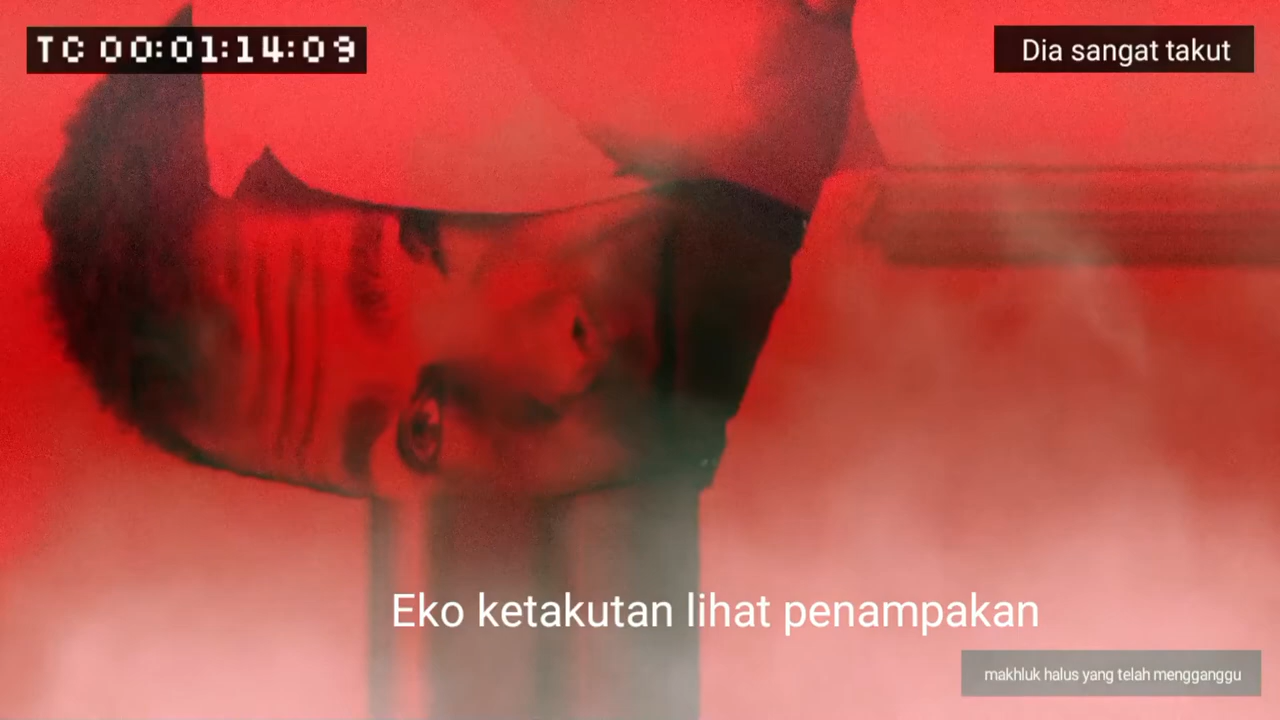 TC 00:01:14:09
Dia sangat takut
Eko ketakutan lihat penampakan
makhluk halus yang telah mengganggu